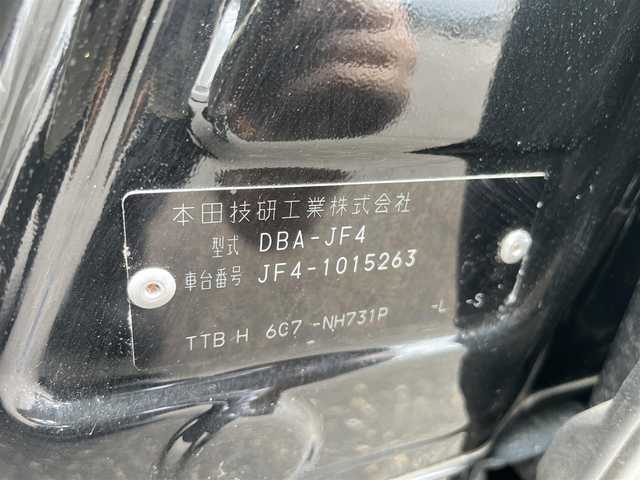 本田技研工業株式会社
型式 DBA-JF4
車台番号 JF4-1015263
TTB H 6C7 -NH731P -L -S